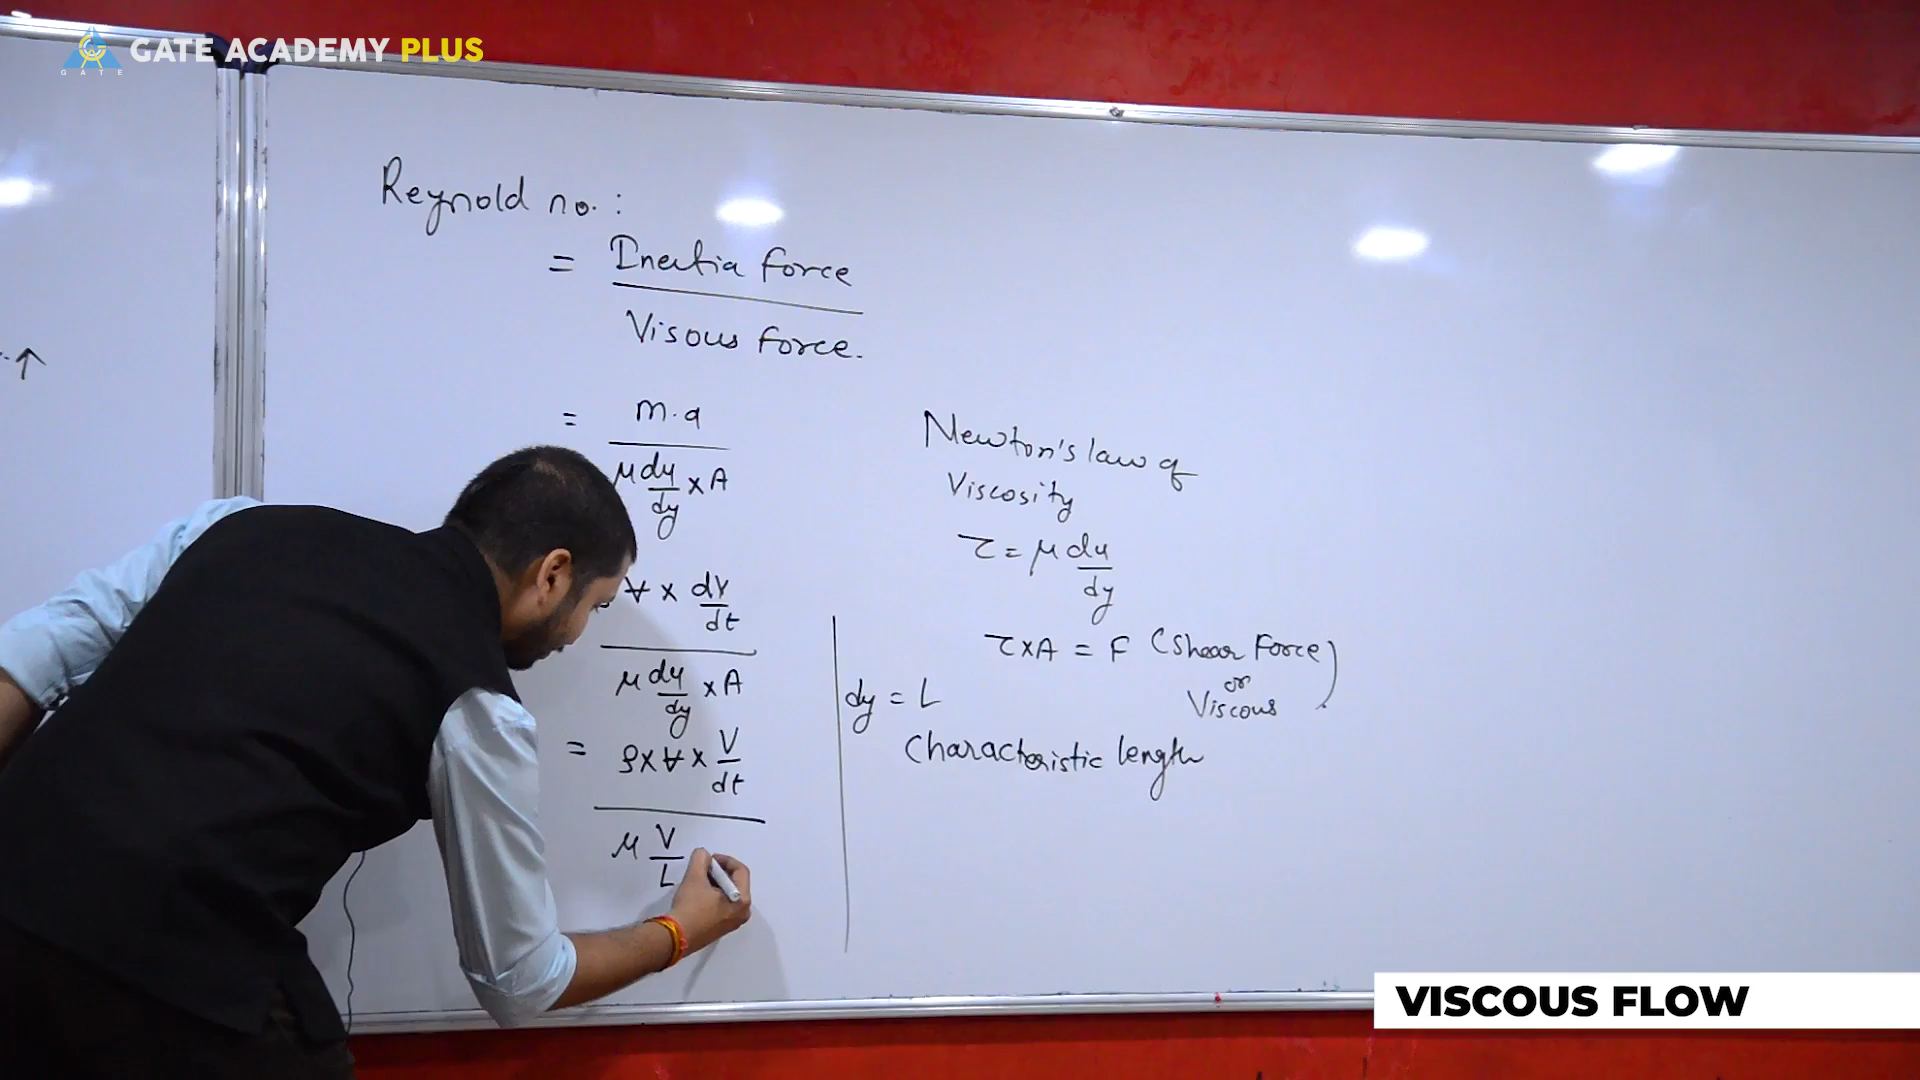 GATE ACADEMY PLUS
GATE
Reynold no. :
= Inertia force
Visous force.
= m.a
μ du/dy × A
∀ × dV/dt
μ du/dy × A
= ρ × ∀ × V/dt
μ V/L
Newton's law of
Viscosity
τ = μ du/dy
τ × A = F (Shear Force
or
Viscous )
dy = L
Characteristic length
VISCOUS FLOW